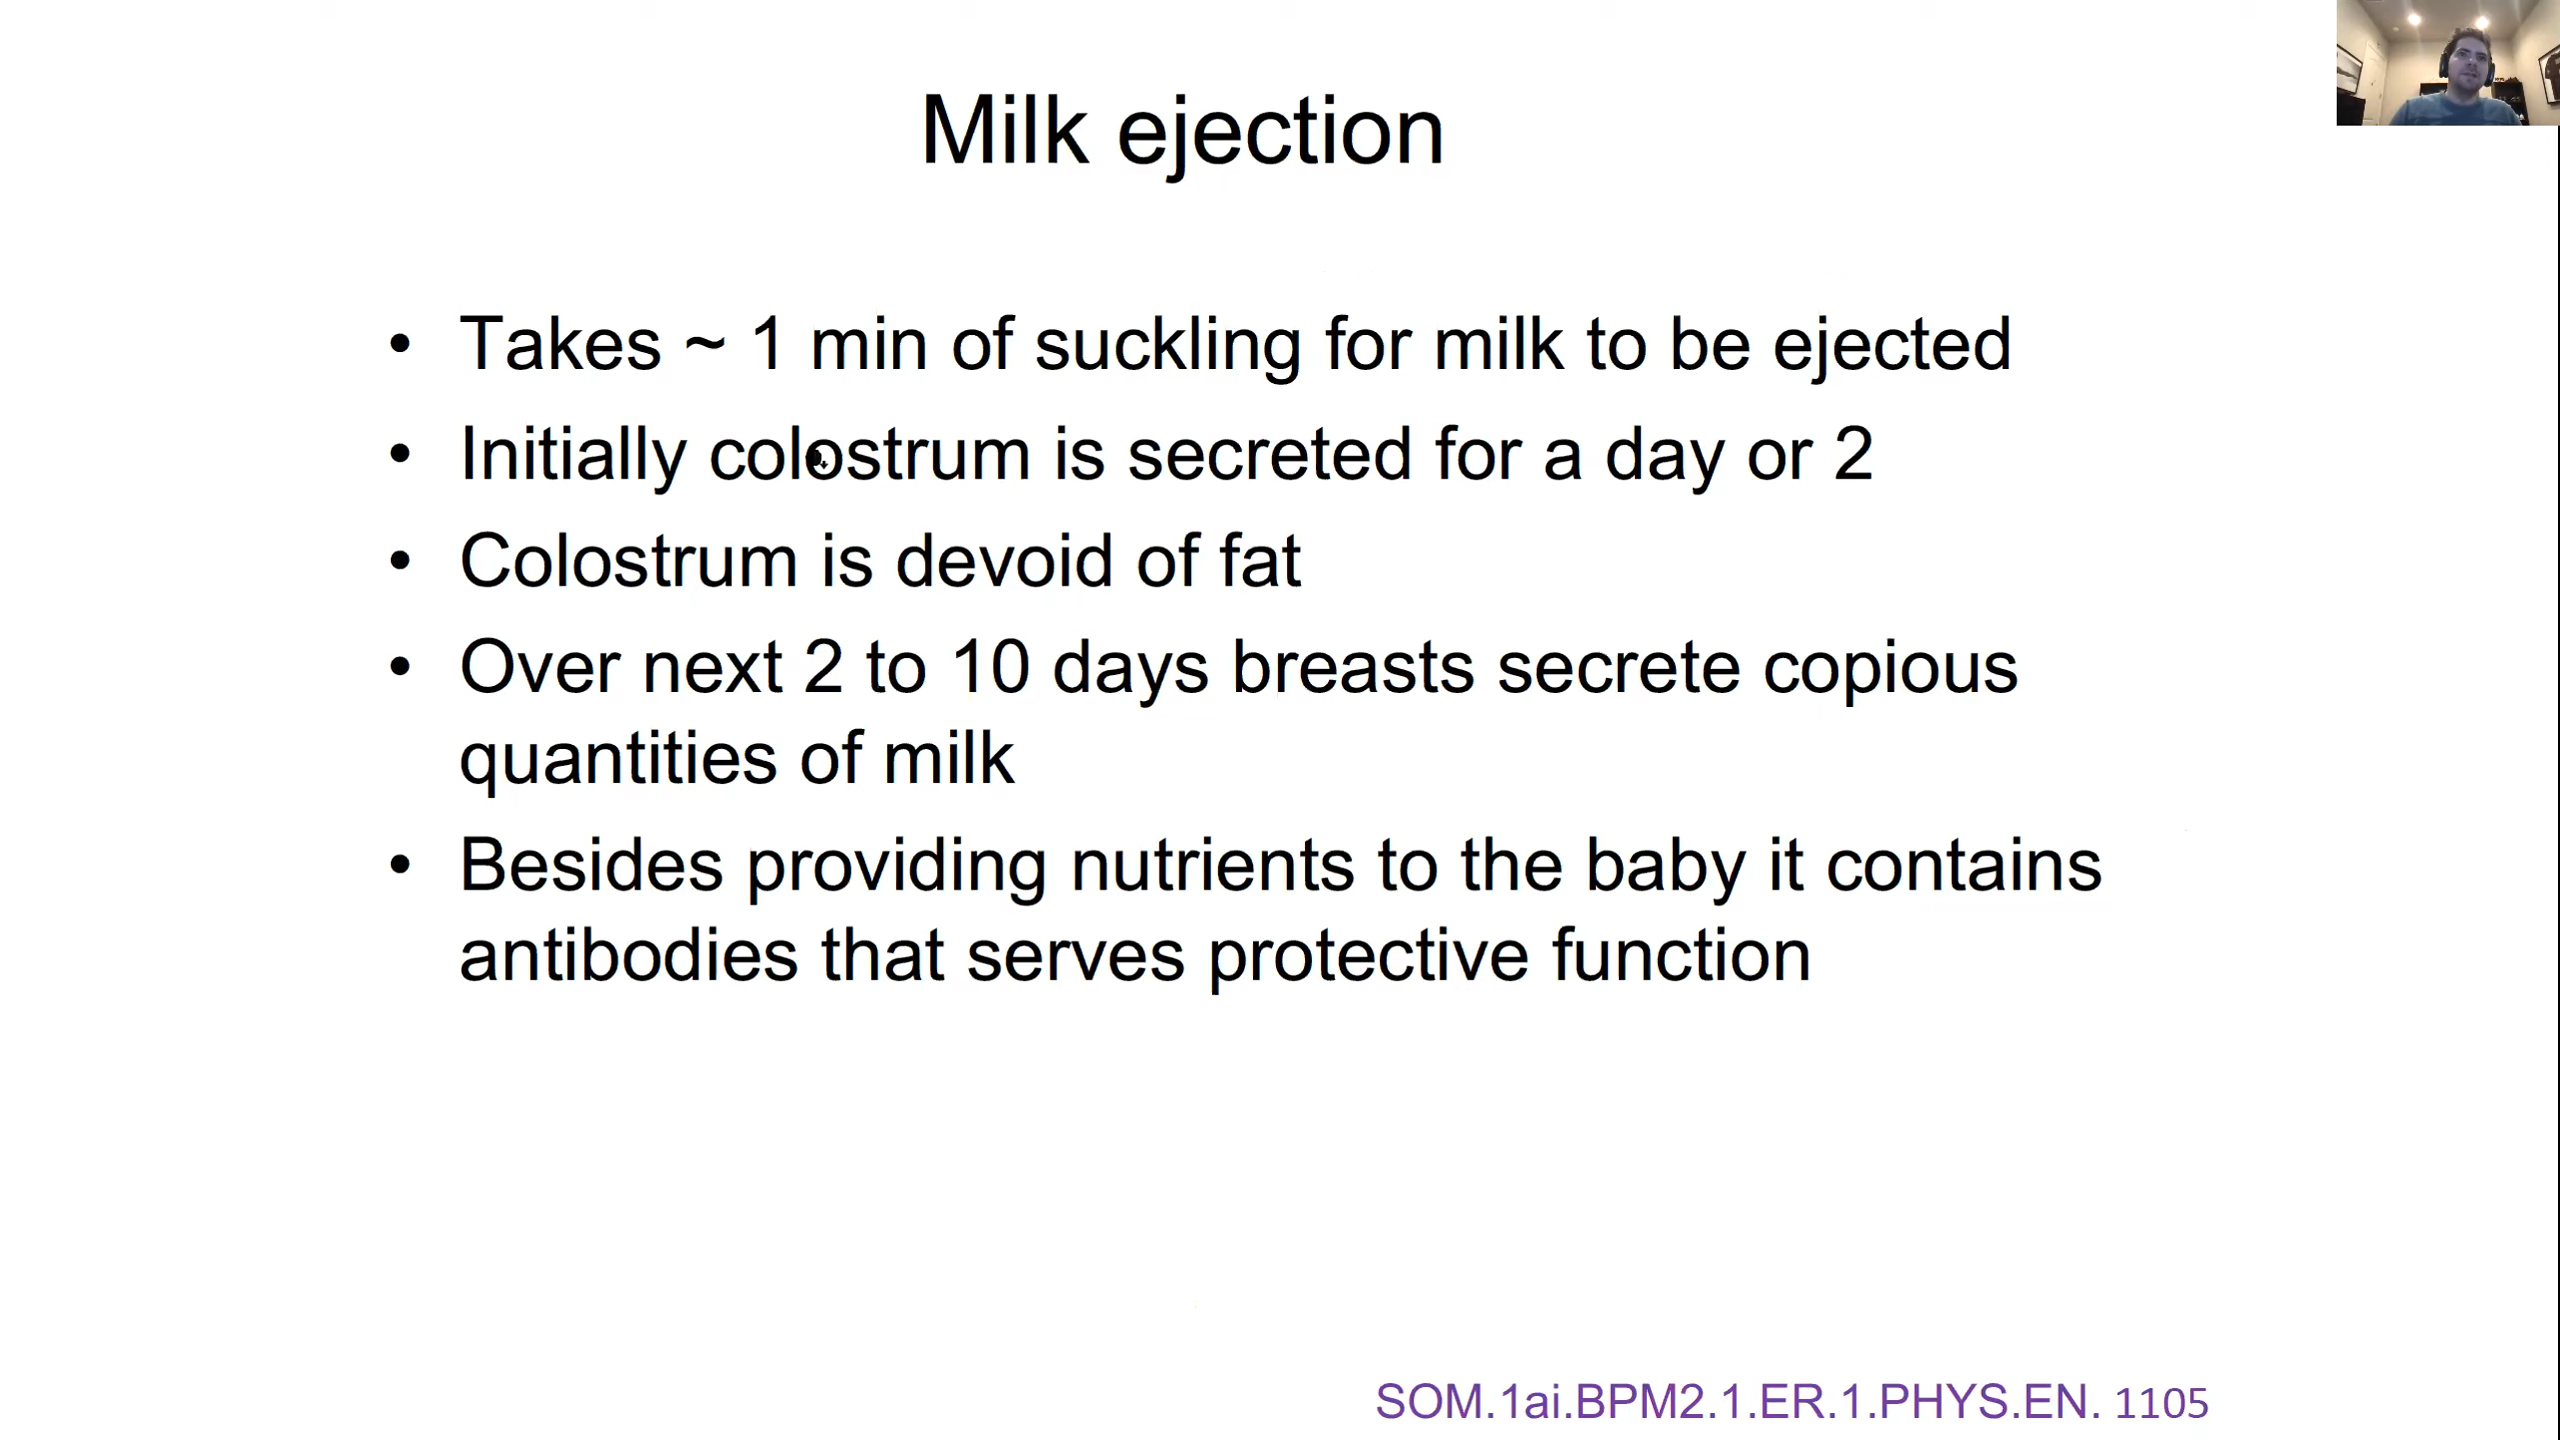 Milk ejection
• Takes ~ 1 min of suckling for milk to be ejected
• Initially colostrum is secreted for a day or 2
• Colostrum is devoid of fat
• Over next 2 to 10 days breasts secrete copious
quantities of milk
• Besides providing nutrients to the baby it contains
antibodies that serves protective function
SOM.1ai.BPM2.1.ER.1.PHYS.EN. 1105